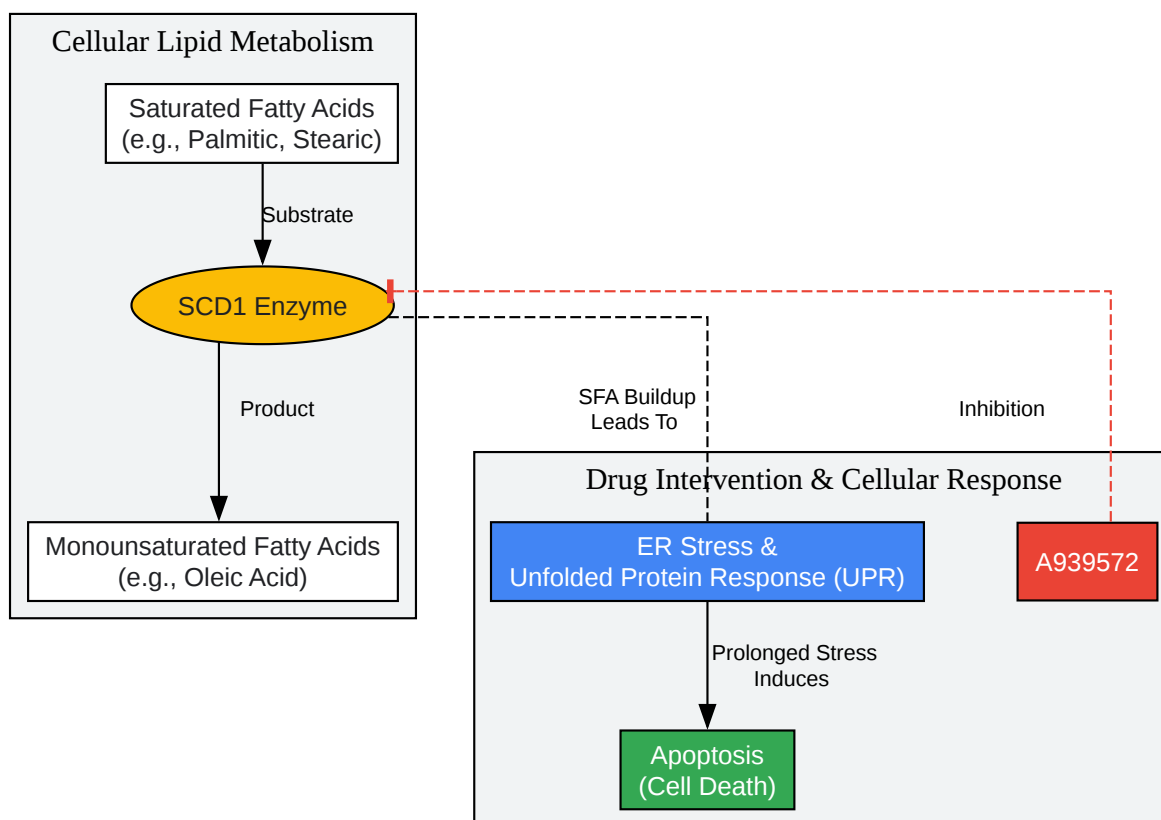 Cellular Lipid Metabolism
Saturated Fatty Acids
(e.g., Palmitic, Stearic)
Substrate
SCD1 Enzyme
Product
Monounsaturated Fatty Acids
(e.g., Oleic Acid)
SFA Buildup
Leads To
Inhibition
Drug Intervention & Cellular Response
ER Stress &
Unfolded Protein Response (UPR)
A939572
Prolonged Stress
Induces
Apoptosis
(Cell Death)